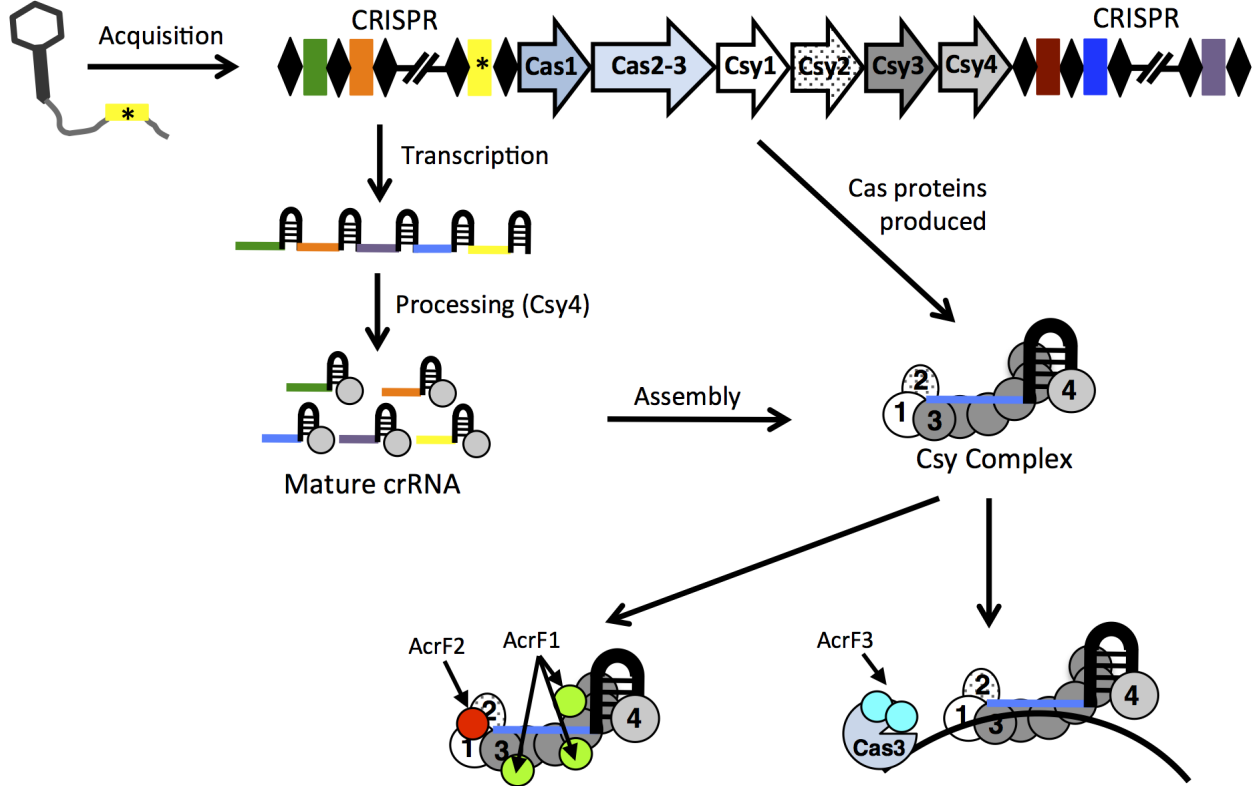 CRISPR
CRISPR
Acquisition
*
*
Cas1
Cas2-3
Csy1
Csy2
Csy3
Csy4
Transcription
Cas proteins
produced
Processing (Csy4)
Assembly
2
1
3
4
Mature crRNA
Csy Complex
AcrF2
AcrF1
AcrF3
2
1
3
4
Cas3
2
1
3
4